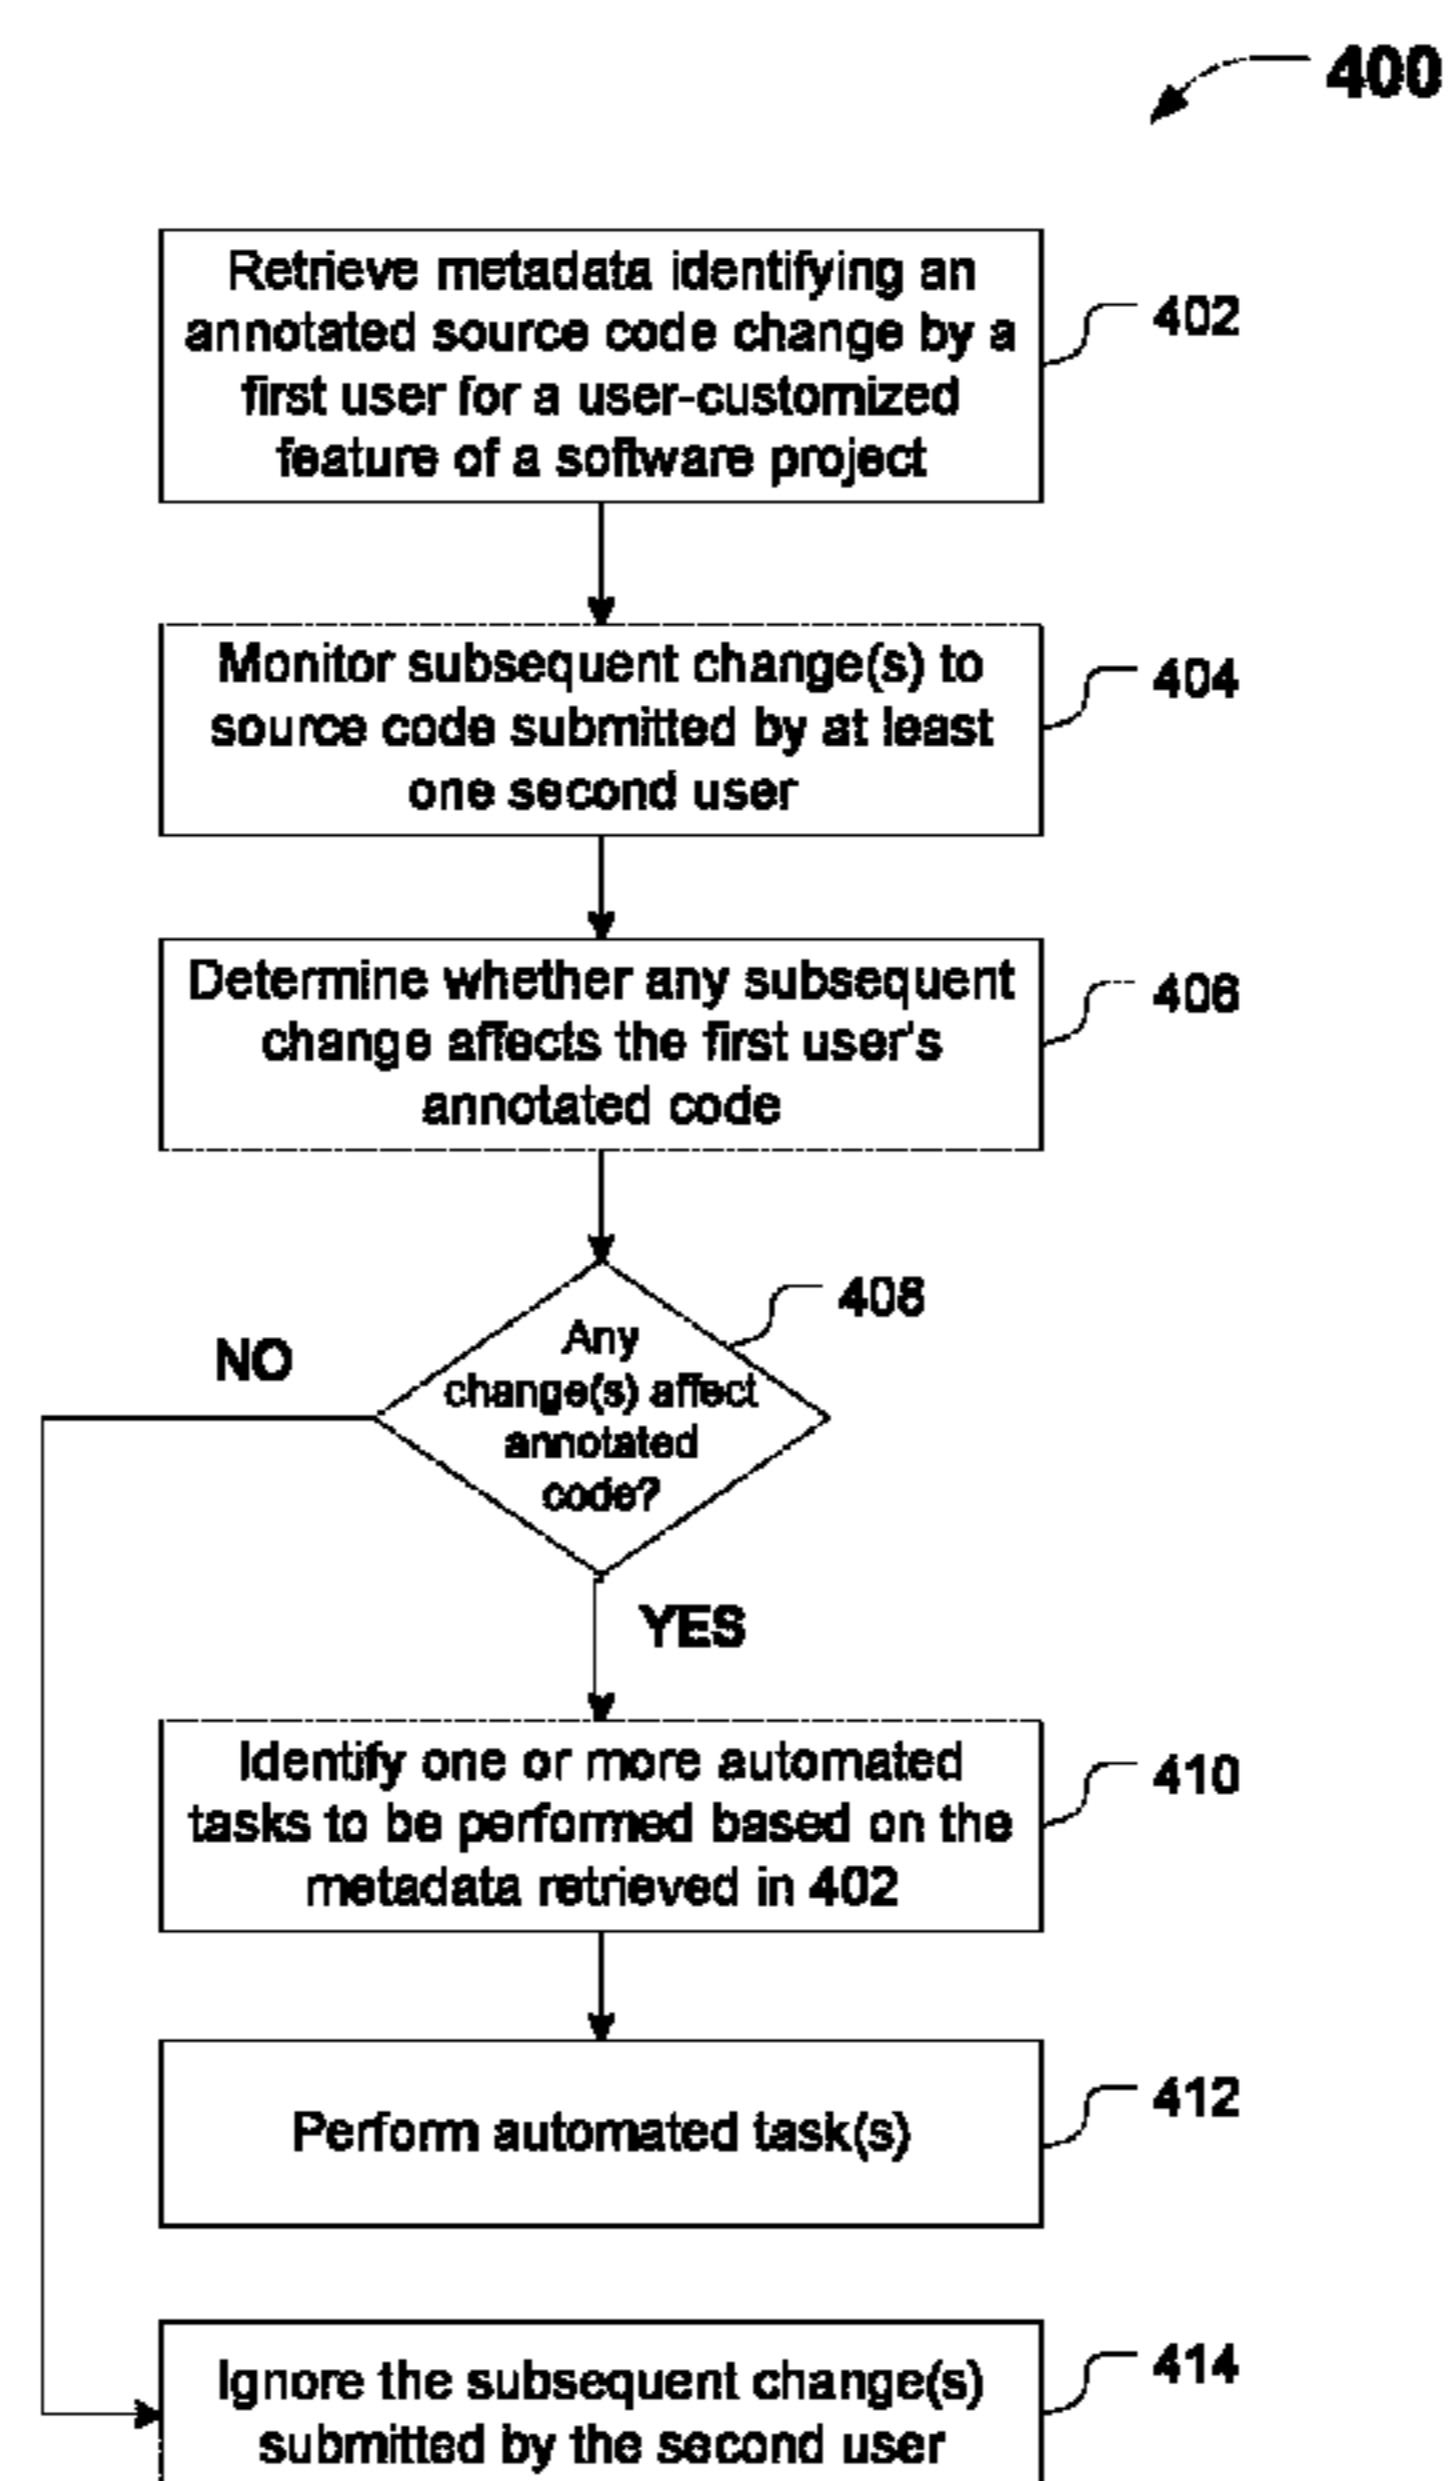 400
Retrieve metadata identifying an
annotated source code change by a
first user for a user-customized
feature of a software project
402
Monitor subsequent change(s) to
source code submitted by at least
one second user
404
Determine whether any subsequent
change affects the first user's
annotated code
406
Any
change(s) affect
annotated
code?
408
NO
YES
Identify one or more automated
tasks to be performed based on the
metadata retrieved in 402
410
Perform automated task(s)
412
Ignore the subsequent change(s)
submitted by the second user
414